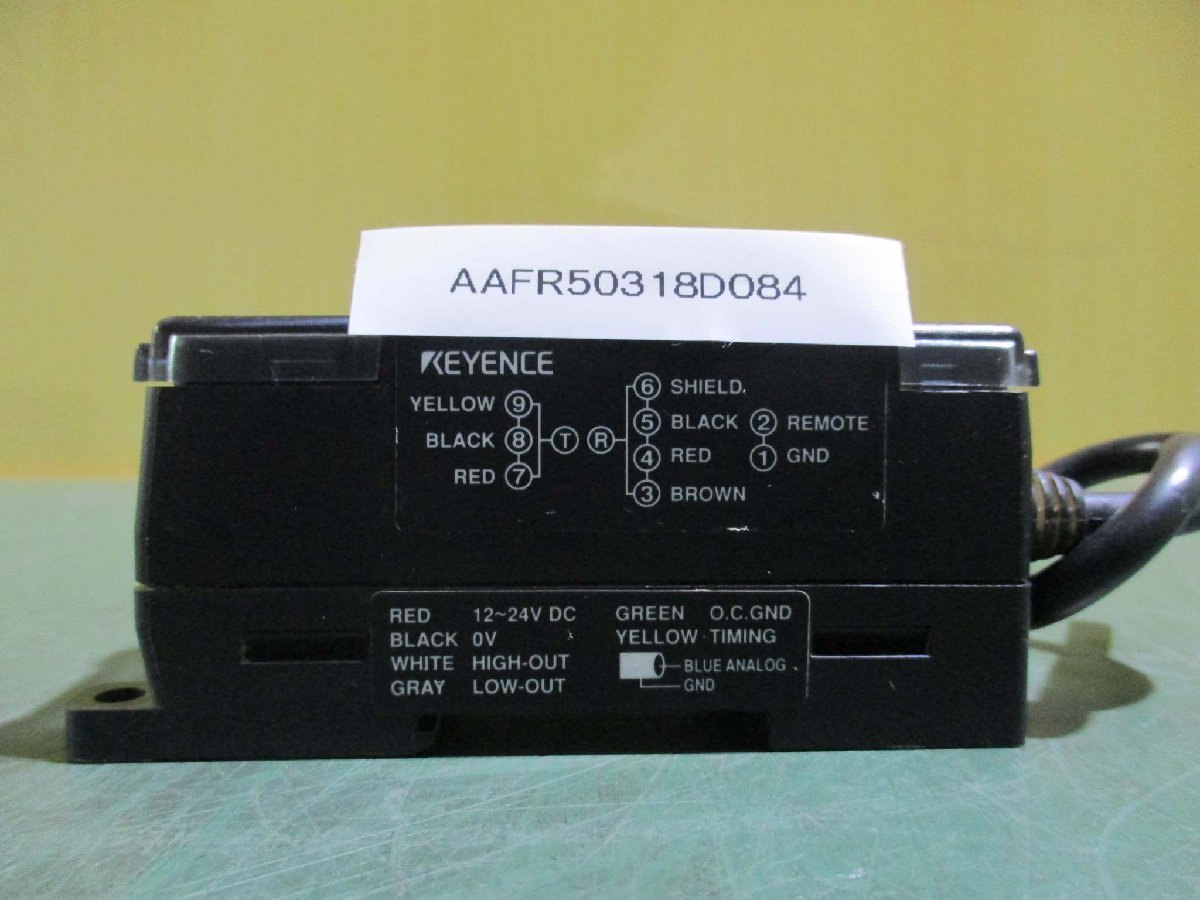 AAFR50318D084
KEYENCE
YELLOW 9
BLACK 8
RED 7
T R
6 SHIELD
5 BLACK
4 RED
3 BROWN
2 REMOTE
1 GND
RED 12~24V DC
BLACK 0V
WHITE HIGH-OUT
GRAY LOW-OUT
GREEN O.C.GND
YELLOW TIMING
BLUE ANALOG
GND